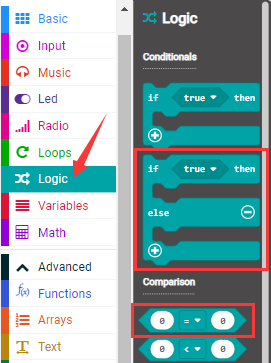 Basic
Input
Music
Led
Radio
Loops
Logic
Variables
Math
Advanced
Functions
Arrays
Text
Logic
Conditionals
if true then
if true then
else
Comparison
0 = 0
0 < 0